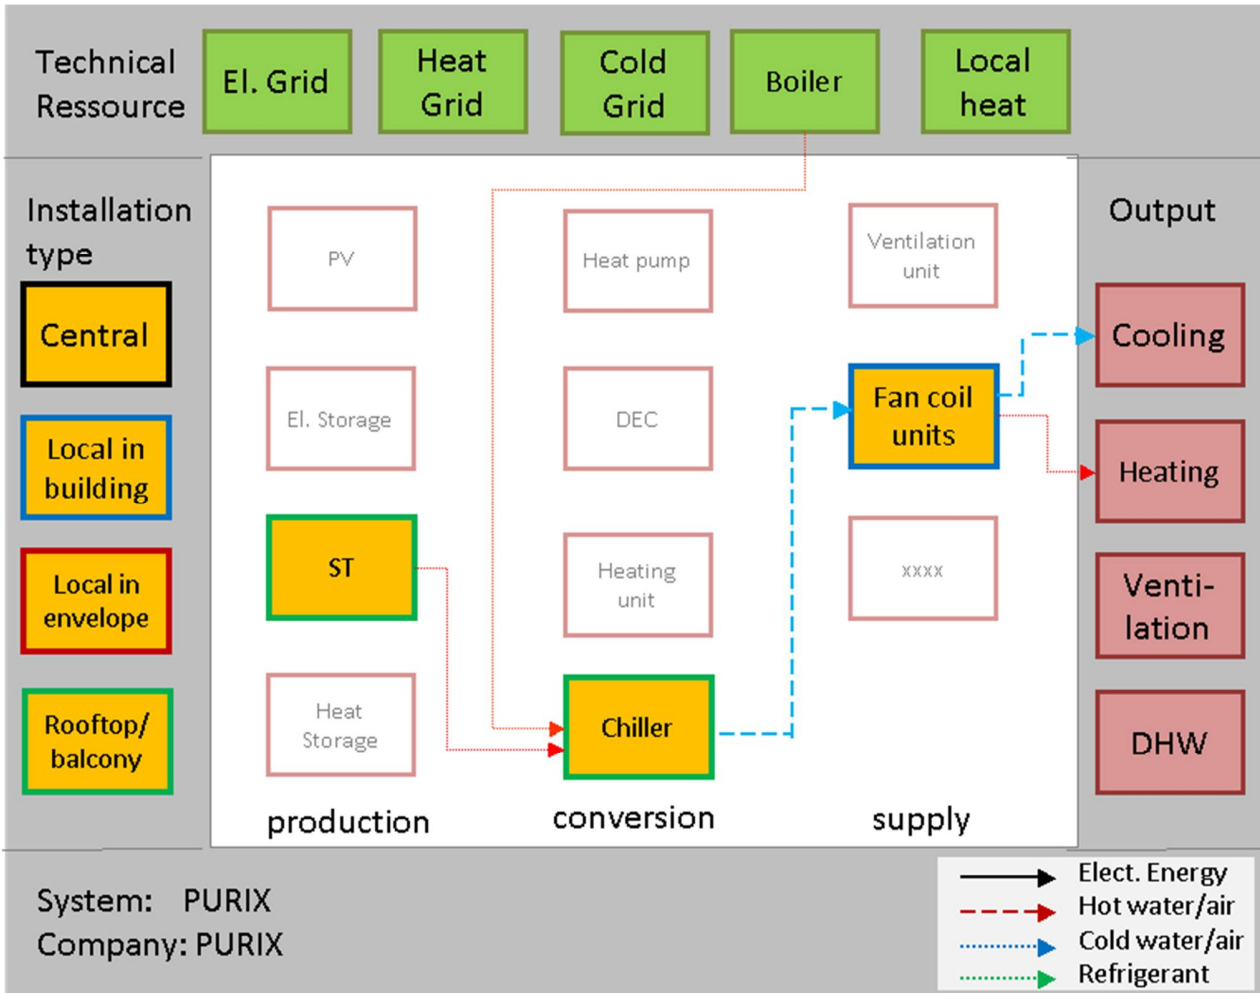 Technical
Ressource
El. Grid
Heat
Grid
Cold
Grid
Boiler
Local
heat
Installation
type
Central
Local in
building
Local in
envelope
Rooftop/
balcony
PV
El. Storage
ST
Heat
Storage
production
Heat pump
DEC
Heating
unit
Chiller
conversion
Ventilation
unit
Fan coil
units
xxxx
supply
Output
Cooling
Heating
Venti-
lation
DHW
System: PURIX
Company: PURIX
Elect. Energy
Hot water/air
Cold water/air
Refrigerant